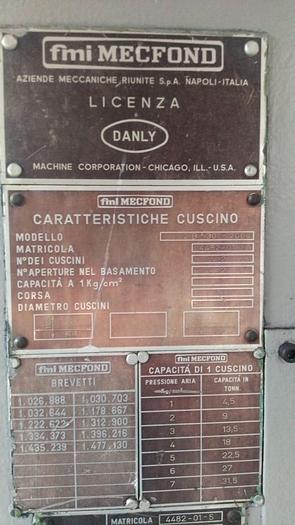 fmi MECFOND
AZIENDE MECCANICHE RIUNITE S.p.A. NAPOLI-ITALIA
LICENZA
DANLY
MACHINE CORPORATION - CHICAGO, ILL. - U.S.A.
fmi MECFOND
CARATTERISTICHE CUSCINO
MODELLO
MATRICOLA
N° DEI CUSCINI
N° APERTURE NEL BASAMENTO
CAPACITÀ A 1 Kg/cm²
CORSA
DIAMETRO CUSCINI
fmi MECFOND
BREVETTI
1.026.888 1.030.703
1.032.644 1.178.667
1.222.623 1.312.900
1.334.373 1.396.216
1.435.239 1.477.130
fmi MECFOND
CAPACITÀ DI 1 CUSCINO
PRESSIONE ARIA CAPACITÀ IN
Kg/cm² TONN.
1 4,5
2 9
3 13,5
4 18
5 22,5
6 27
7 31,5
MATRICOLA 4482-01-S